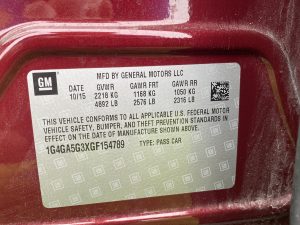 GM
MFD BY GENERAL MOTORS LLC
DATE GVWR GAWR FRT GAWR RR
10/15 2218 KG 1168 KG 1050 KG
4892 LB 2576 LB 2316 LB
THIS VEHICLE CONFORMS TO ALL APPLICABLE U.S. FEDERAL MOTOR
VEHICLE SAFETY, BUMPER, AND THEFT PREVENTION STANDARDS IN
EFFECT ON THE DATE OF MANUFACTURE SHOWN ABOVE.
1G4GA5G3XGF154789
TYPE: PASS CAR